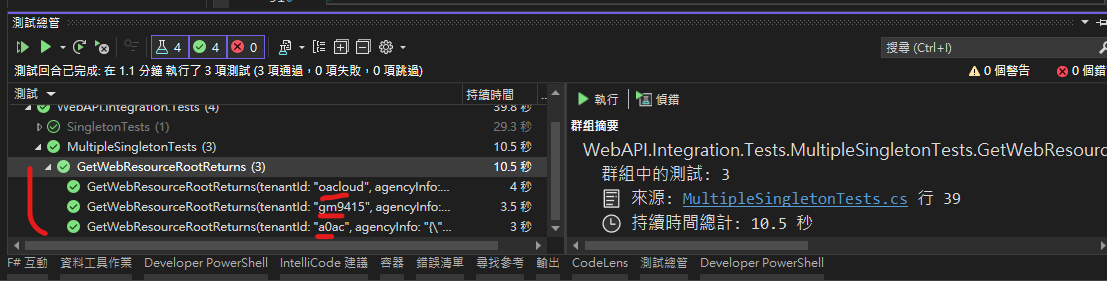 測試總管
4 4 0
搜尋 (Ctrl+I)
測試回合已完成: 在 1.1 分鐘 執行了 3 項測試 (3 項通過，0 項失敗，0 項跳過)
0 個警告 0 個錯
測試 持續時間 ...
WebAPI.Integration.Tests (4) 39.8 秒
SingletonTests (1) 29.3 秒
MultipleSingletonTests (3) 10.5 秒
GetWebResourceRootReturns (3) 10.5 秒
GetWebResourceRootReturns(tenantId: "oacloud", agencyInfo:... 4 秒
GetWebResourceRootReturns(tenantId: "gm9415", agencyInfo:... 3.5 秒
GetWebResourceRootReturns(tenantId: "a0ac", agencyInfo: "{\"... 3 秒
執行 偵錯
群組摘要
WebAPI.Integration.Tests.MultipleSingletonTests.GetWebResourc
群組中的測試: 3
來源: MultipleSingletonTests.cs 行 39
持續時間總計: 10.5 秒
F# 互動 資料工具作業 Developer PowerShell IntelliCode 建議 容器 錯誤清單 尋找參考 輸出 CodeLens 測試總管 Developer PowerShell